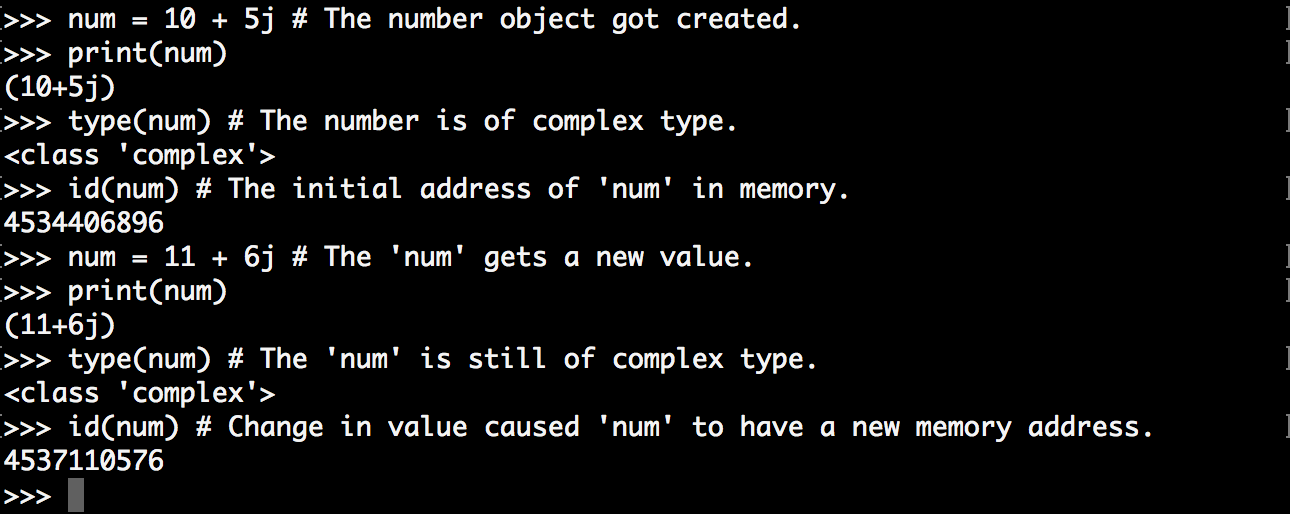 >>> num = 10 + 5j # The number object got created.
>>> print(num)
(10+5j)
>>> type(num) # The number is of complex type.
<class 'complex'>
>>> id(num) # The initial address of 'num' in memory.
4534406896
>>> num = 11 + 6j # The 'num' gets a new value.
>>> print(num)
(11+6j)
>>> type(num) # The 'num' is still of complex type.
<class 'complex'>
>>> id(num) # Change in value caused 'num' to have a new memory address.
4537110576
>>>